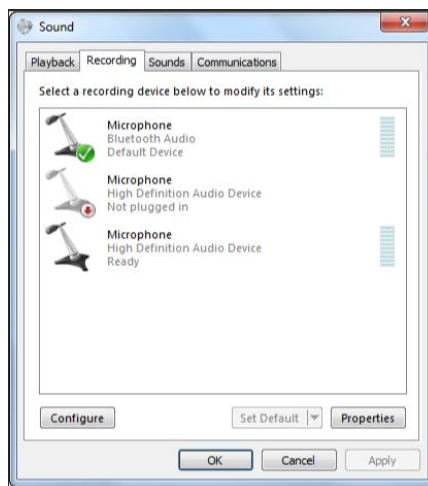 Sound
Playback Recording Sounds Communications
Select a recording device below to modify its settings:
Microphone
Bluetooth Audio
Default Device
Microphone
High Definition Audio Device
Not plugged in
Microphone
High Definition Audio Device
Ready
Configure Set Default Properties
OK Cancel Apply